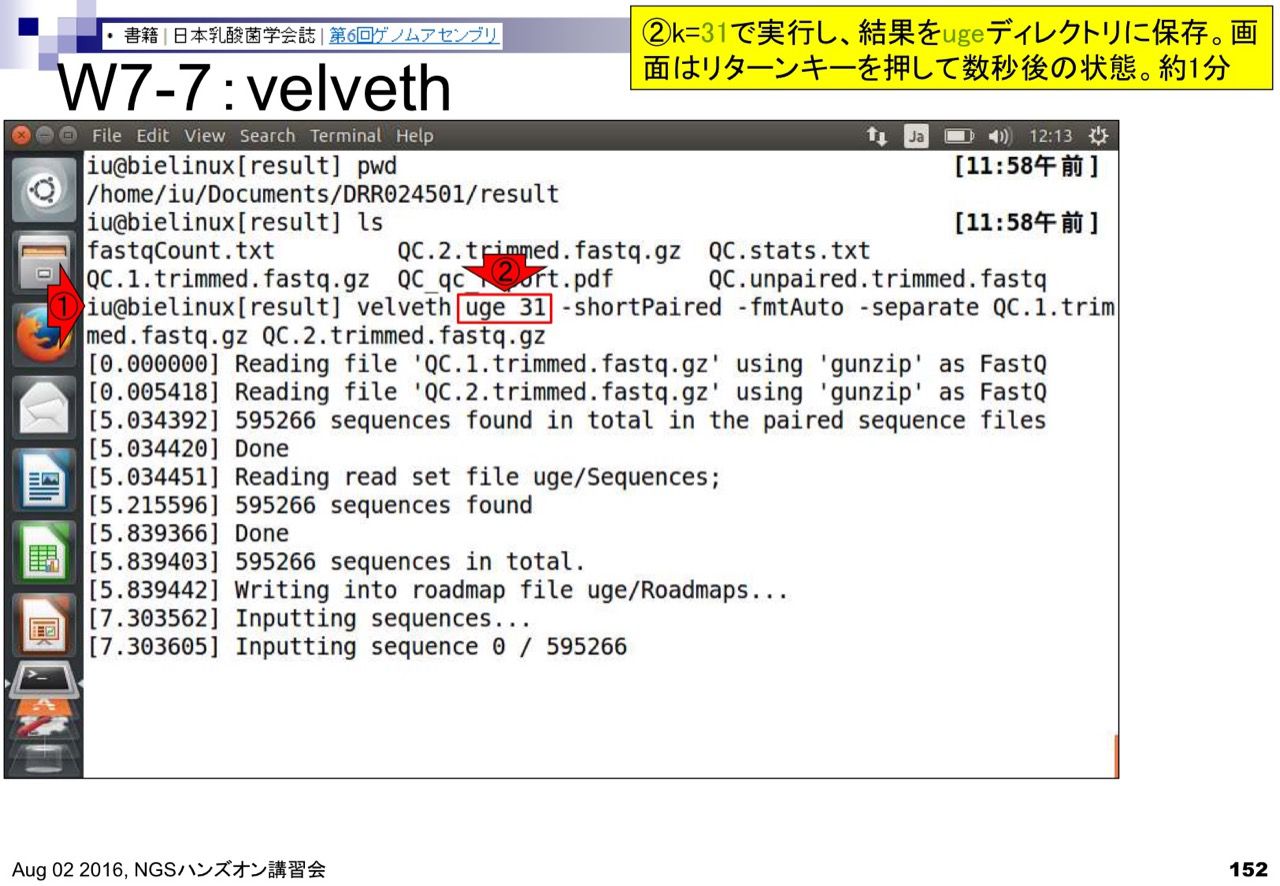 ・ 書籍 | 日本乳酸菌学会誌 | 第6回ゲノムアセンブリ
②k=31で実行し、結果をugeディレクトリに保存。画
面はリターンキーを押して数秒後の状態。約1分
W7-7：velveth
File Edit View Search Terminal Help Ja 12:13
iu@bielinux[result] pwd [11:58午前]
/home/iu/Documents/DRR024501/result
iu@bielinux[result] ls [11:58午前]
fastqCount.txt QC.2.trimmed.fastq.gz QC.stats.txt
QC.1.trimmed.fastq.gz QC_qc_report.pdf QC.unpaired.trimmed.fastq
②
①
iu@bielinux[result] velveth uge 31 -shortPaired -fmtAuto -separate QC.1.trim
med.fastq.gz QC.2.trimmed.fastq.gz
[0.000000] Reading file 'QC.1.trimmed.fastq.gz' using 'gunzip' as FastQ
[0.005418] Reading file 'QC.2.trimmed.fastq.gz' using 'gunzip' as FastQ
[5.034392] 595266 sequences found in total in the paired sequence files
[5.034420] Done
[5.034451] Reading read set file uge/Sequences;
[5.215596] 595266 sequences found
[5.839366] Done
[5.839403] 595266 sequences in total.
[5.839442] Writing into roadmap file uge/Roadmaps...
[7.303562] Inputting sequences...
[7.303605] Inputting sequence 0 / 595266
Aug 02 2016, NGSハンズオン講習会
152